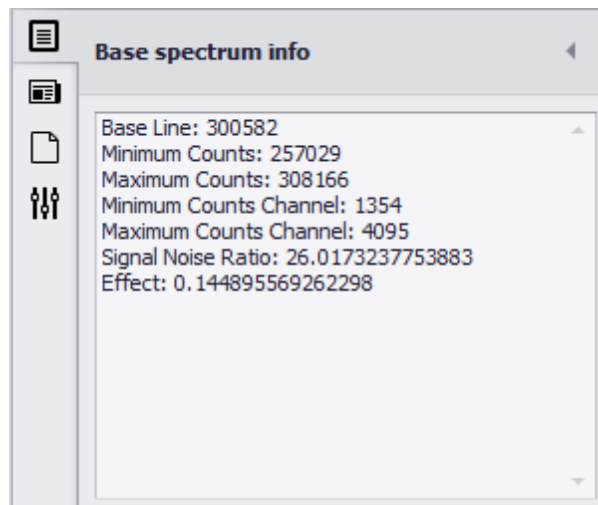 Base spectrum info
Base Line: 300582
Minimum Counts: 257029
Maximum Counts: 308166
Minimum Counts Channel: 1354
Maximum Counts Channel: 4095
Signal Noise Ratio: 26.0173237753883
Effect: 0.144895569262298